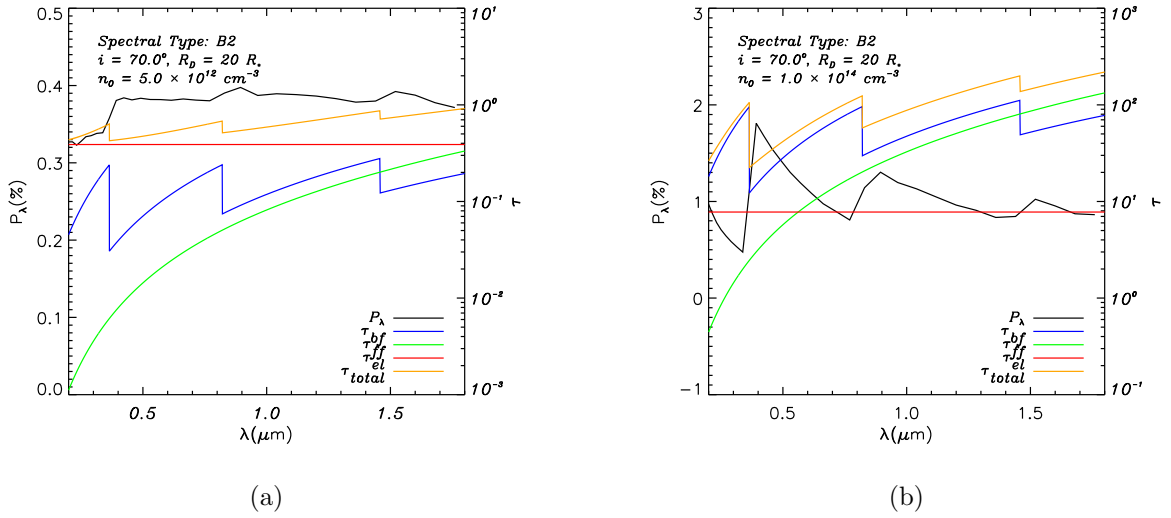 Spectral Type: B2
i = 70.0°, R_D = 20 R_*
n_0 = 5.0 × 10^12 cm^-3
P_λ(%)
0.5
0.4
0.3
0.2
0.1
0.0
0.5
1.0
1.5
λ(μm)
10^1
10^0
10^-1
10^-2
10^-3
τ
P_λ
τ_bf
τ_ff
τ_el
τ_total
(a)
Spectral Type: B2
i = 70.0°, R_D = 20 R_*
n_0 = 1.0 × 10^14 cm^-3
P_λ(%)
3
2
1
0
−1
0.5
1.0
1.5
λ(μm)
10^3
10^2
10^1
10^0
10^-1
τ
P_λ
τ_bf
τ_ff
τ_el
τ_total
(b)